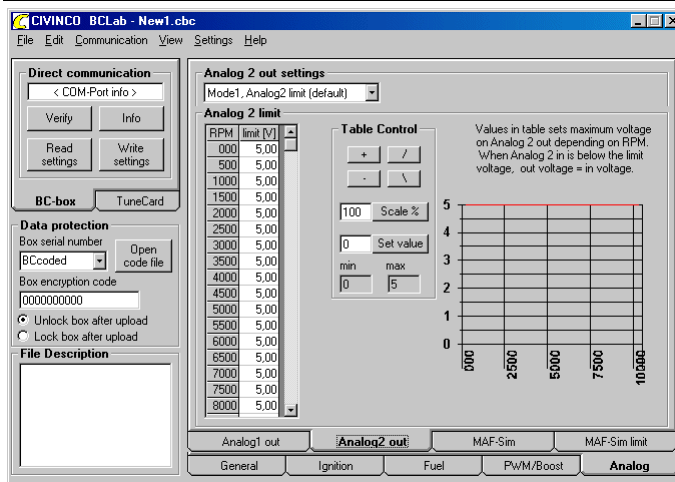 CIVINCO BCLab - New1.cbc
File Edit Communication View Settings Help
Direct communication
< COM-Port info >
Verify Info
Read settings Write settings
BC-box TuneCard
Data protection
Box serial number
BCcoded
Open code file
Box encryption code
0000000000
Unlock box after upload
Lock box after upload
File Description
Analog 2 out settings
Mode1, Analog2 limit (default)
Analog 2 limit
RPM limit [V]
000 5,00
500 5,00
1000 5,00
1500 5,00
2000 5,00
2500 5,00
3000 5,00
3500 5,00
4000 5,00
4500 5,00
5000 5,00
5500 5,00
6000 5,00
6500 5,00
7000 5,00
7500 5,00
8000 5,00
Table Control
+ /
- \
100 Scale %
0 Set value
min max
0 5
Values in table sets maximum voltage
on Analog 2 out depending on RPM.
When Analog 2 in is below the limit
voltage, out voltage = in voltage.
5
4
3
2
1
0
000 2500 5000 7500 10000
Analog1 out Analog2 out MAF-Sim MAF-Sim limit
General Ignition Fuel PWM/Boost Analog